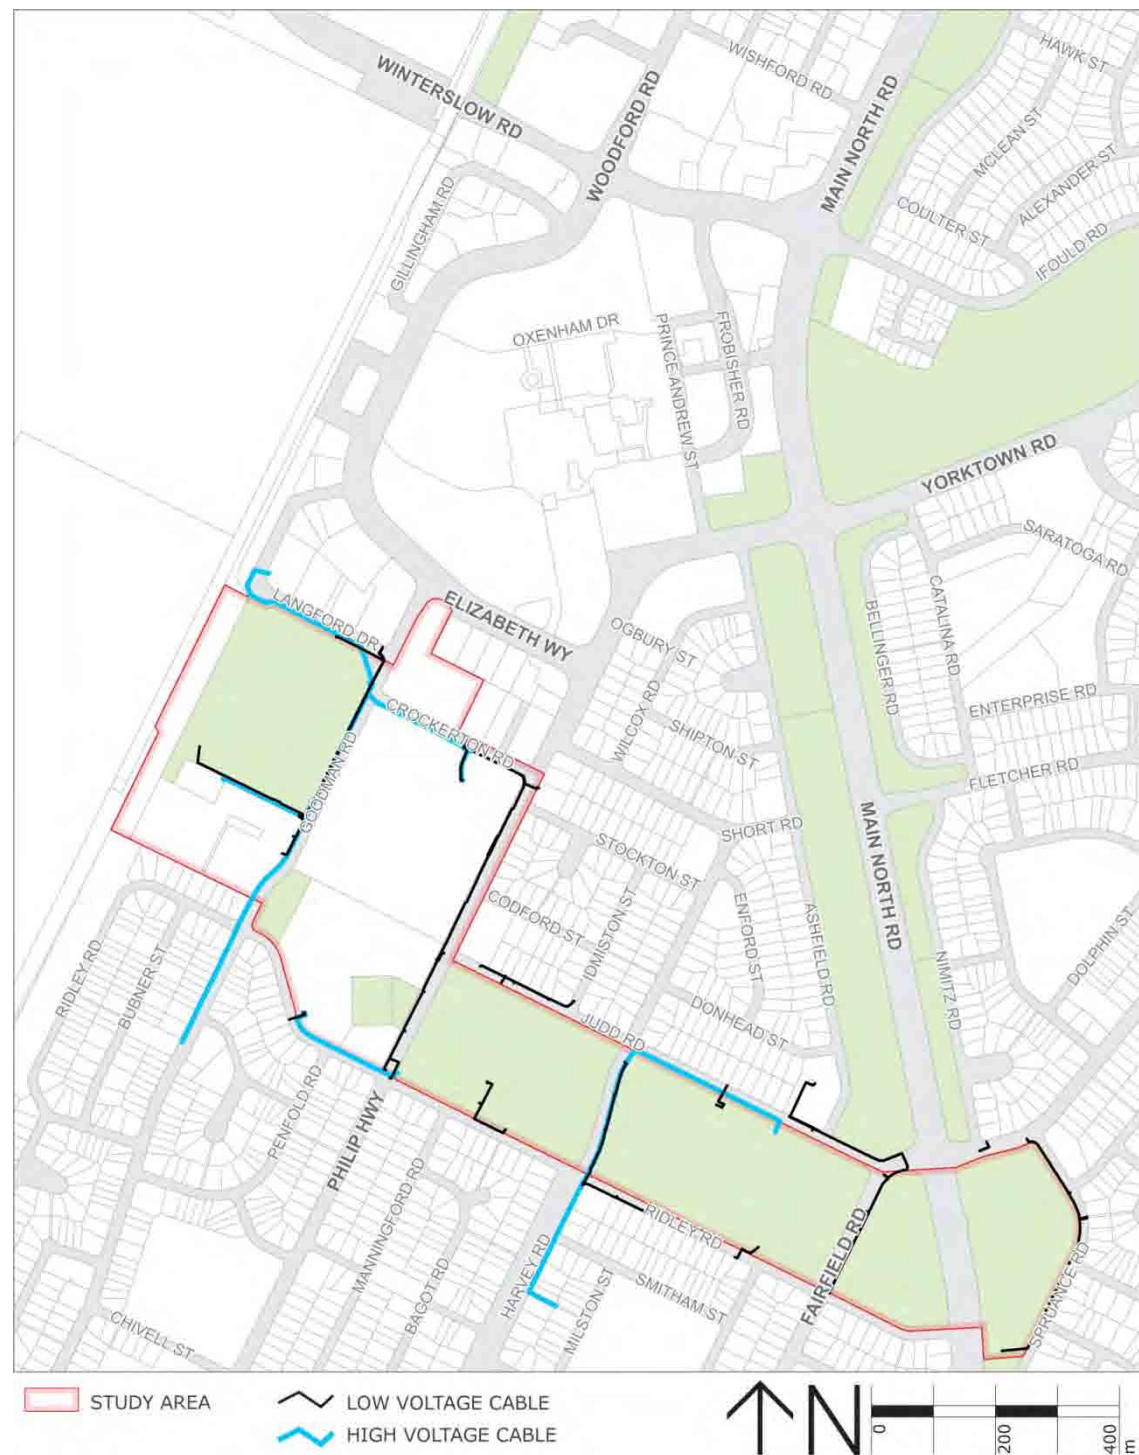 HAWK ST
WISHFORD RD
WINTERSLOW RD
WOODFORD RD
MAIN NORTH RD
MCLEAN ST
ALEXANDER ST
COULTER ST
GILLINGHAM RD
IFOULD RD
OXENHAM DR
PRINCE ANDREW ST
FROBISHER RD
YORKTOWN RD
SARATOGA RD
LANGFORD DR
ELIZABETH WY
OGBURY ST
BELLINGER RD
CATALINA RD
WILCOX RD
SHIPTON ST
ENTERPRISE RD
CROCKERTON RD
GOODMAN RD
FLETCHER RD
SHORT RD
MAIN NORTH RD
STOCKTON ST
CODFORD ST
IDMISTON ST
ENFORD ST
ASHFIELD RD
RIDLEY RD
BUBNER ST
NIMITZ RD
DOLPHIN ST
DONHEAD ST
JUDD RD
PENFOLD RD
PHILIP HWY
MANNINGFORD RD
BAGOT RD
HARVEY RD
RIDLEY RD
SMITHAM ST
MILSTON ST
FAIRFIELD RD
SPRUANCE RD
CHIVELL ST
STUDY AREA
LOW VOLTAGE CABLE
HIGH VOLTAGE CABLE
N
0
200
400
m